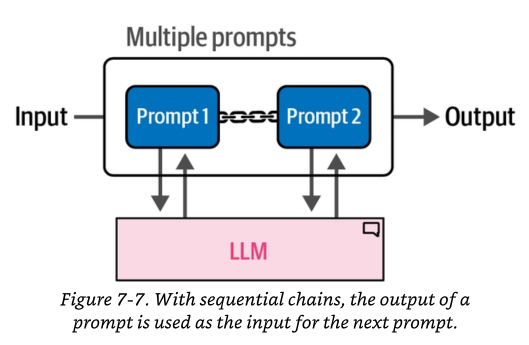 Multiple prompts
Input
Prompt 1
Prompt 2
Output
LLM
Figure 7-7. With sequential chains, the output of a
prompt is used as the input for the next prompt.